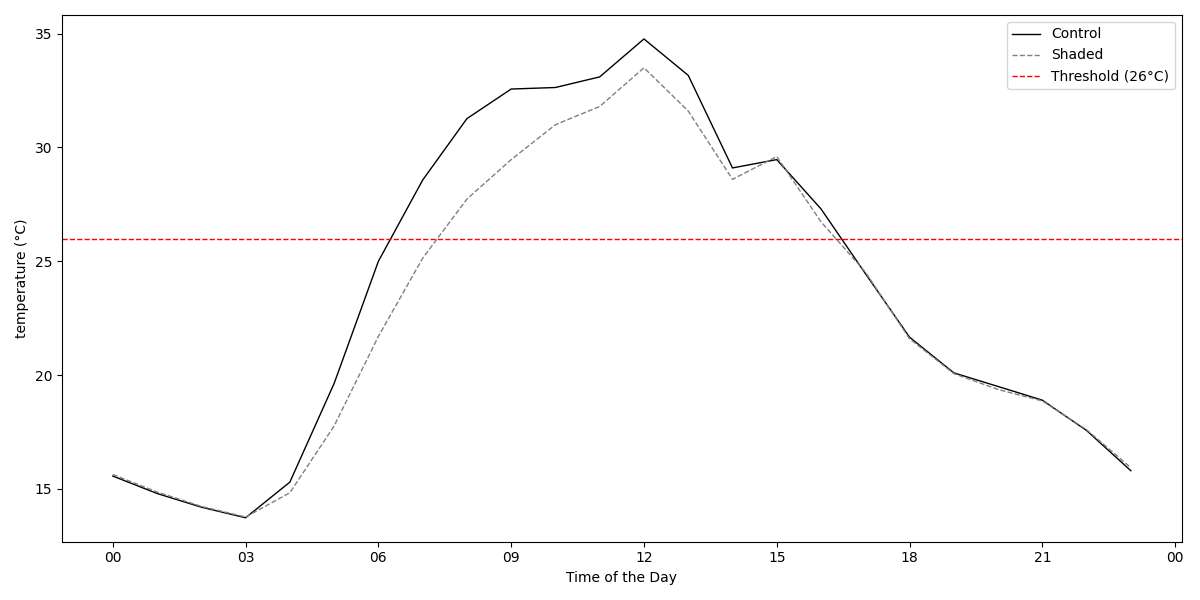 35
30
25
20
15
temperature (°C)
Control
Shaded
Threshold (26°C)
00 03 06 09 12 15 18 21 00
Time of the Day